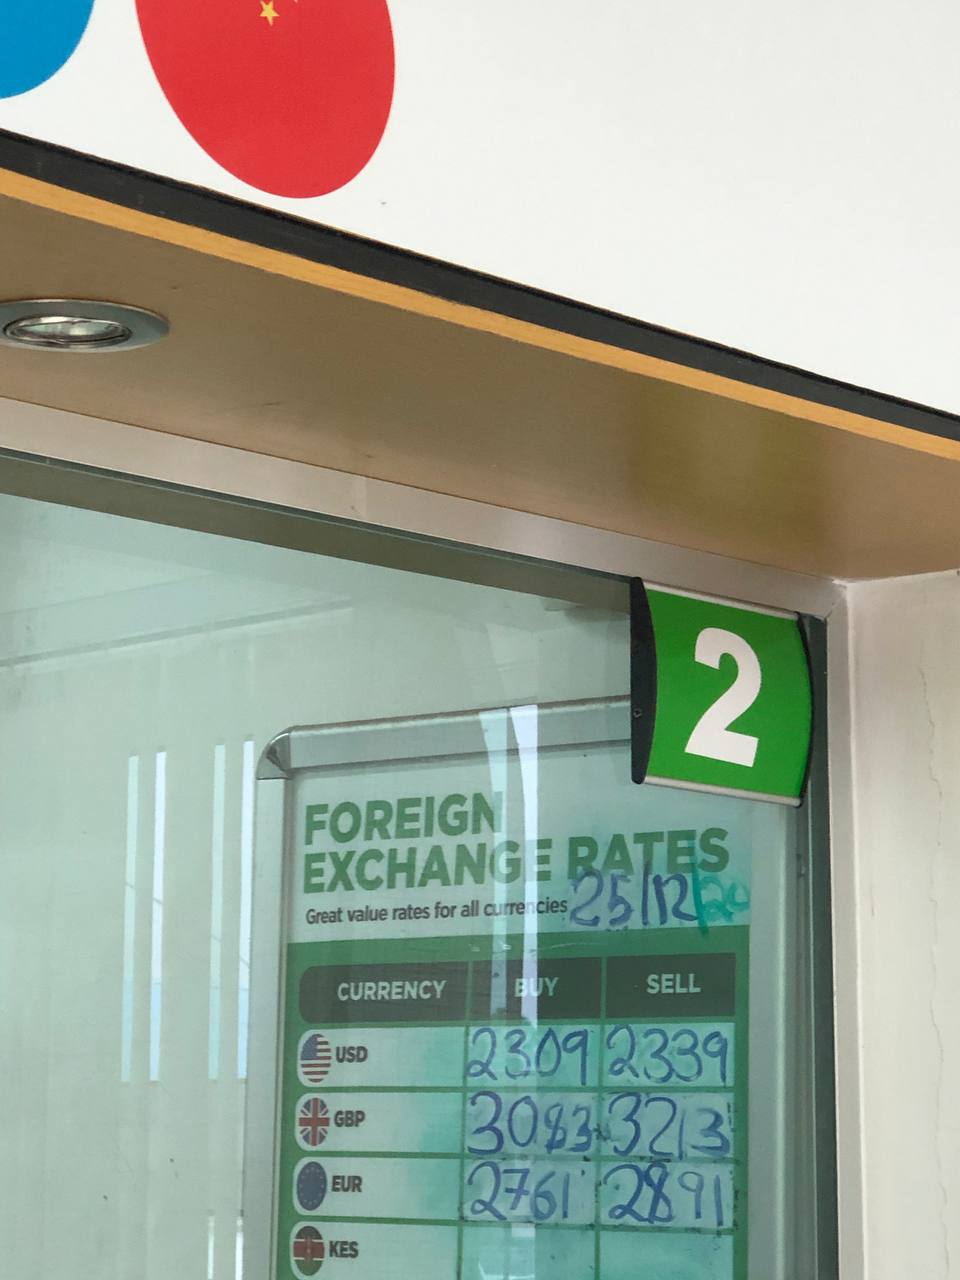 2
FOREIGN
EXCHANGE RATES
Great value rates for all currencies 25/12/20
CURRENCY BUY SELL
USD 2309 2339
GBP 3083 3213
EUR 2761 2891
KES